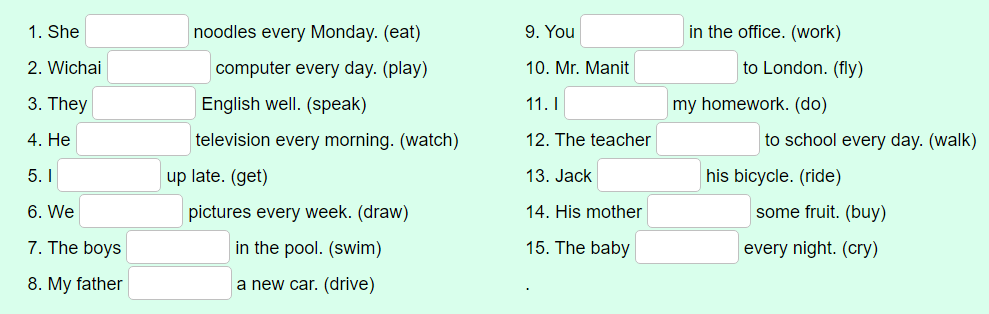 1. She noodles every Monday. (eat)
2. Wichai computer every day. (play)
3. They English well. (speak)
4. He television every morning. (watch)
5. I up late. (get)
6. We pictures every week. (draw)
7. The boys in the pool. (swim)
8. My father a new car. (drive)
9. You in the office. (work)
10. Mr. Manit to London. (fly)
11. I my homework. (do)
12. The teacher to school every day. (walk)
13. Jack his bicycle. (ride)
14. His mother some fruit. (buy)
15. The baby every night. (cry)
.